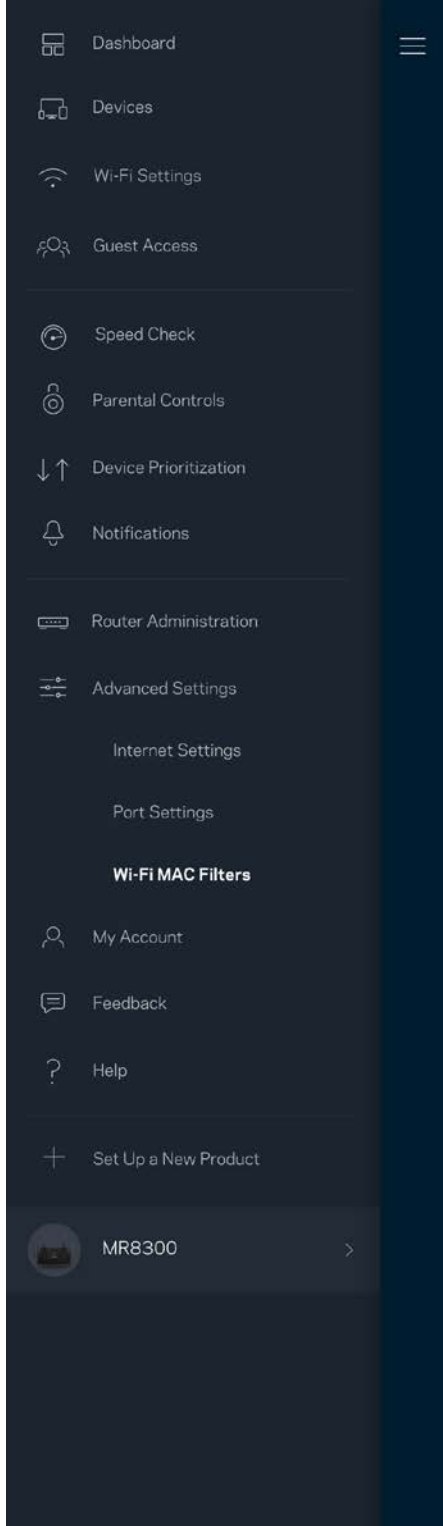 Dashboard
Devices
Wi-Fi Settings
Guest Access
Speed Check
Parental Controls
Device Prioritization
Notifications
Router Administration
Advanced Settings
Internet Settings
Port Settings
Wi-Fi MAC Filters
My Account
Feedback
Help
Set Up a New Product
MR8300